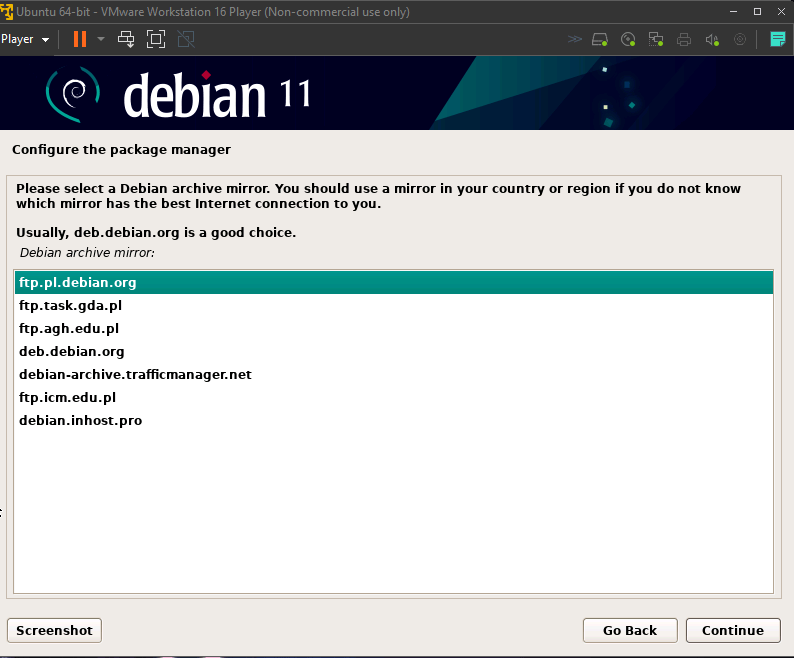 Ubuntu 64-bit - VMware Workstation 16 Player (Non-commercial use only)
Player
debian 11
Configure the package manager
Please select a Debian archive mirror. You should use a mirror in your country or region if you do not know
which mirror has the best Internet connection to you.
Usually, deb.debian.org is a good choice.
Debian archive mirror:
ftp.pl.debian.org
ftp.task.gda.pl
ftp.agh.edu.pl
deb.debian.org
debian-archive.trafficmanager.net
ftp.icm.edu.pl
debian.inhost.pro
Screenshot
Go Back
Continue